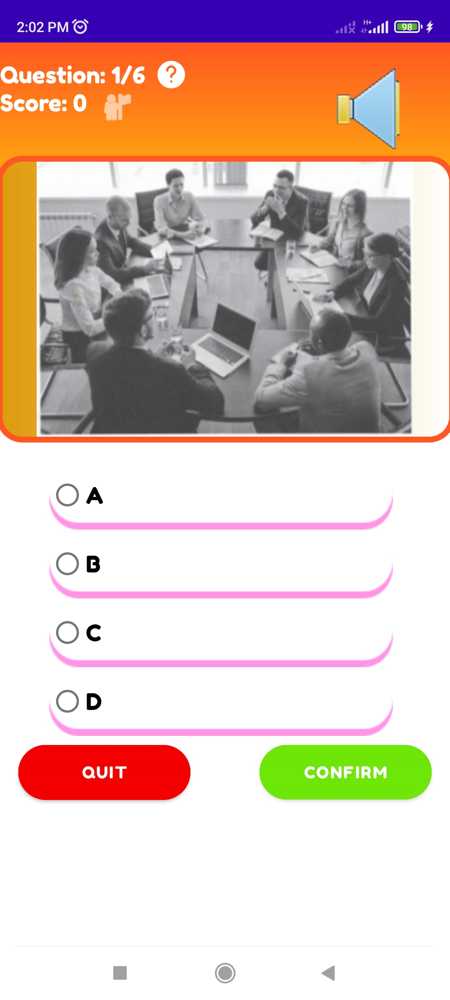 2:02 PM
H+
98
Question: 1/6 ?
Score: 0
A
B
C
D
QUIT
CONFIRM